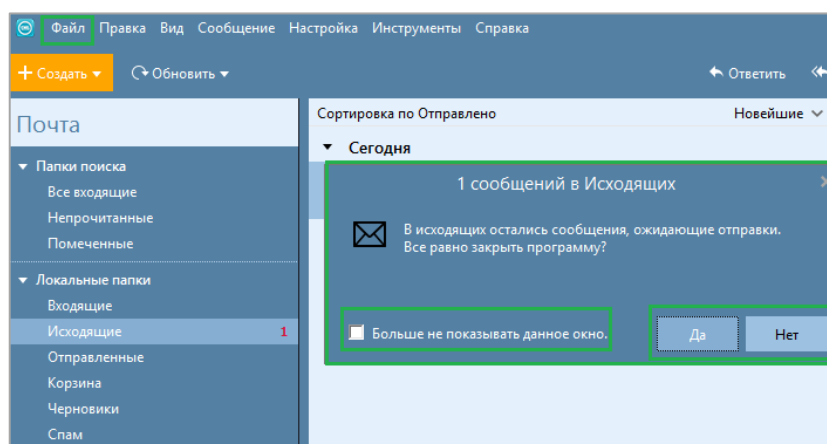 Файл Правка Вид Сообщение Настройка Инструменты Справка
Создать Обновить Ответить
Почта
Сортировка по Отправлено Новейшие
Сегодня
Папки поиска
Все входящие
Непрочитанные
Помеченные
Локальные папки
Входящие
Исходящие 1
Отправленные
Корзина
Черновики
Спам
1 сообщений в Исходящих
В исходящих остались сообщения, ожидающие отправки.
Все равно закрыть программу?
Больше не показывать данное окно.
Да Нет